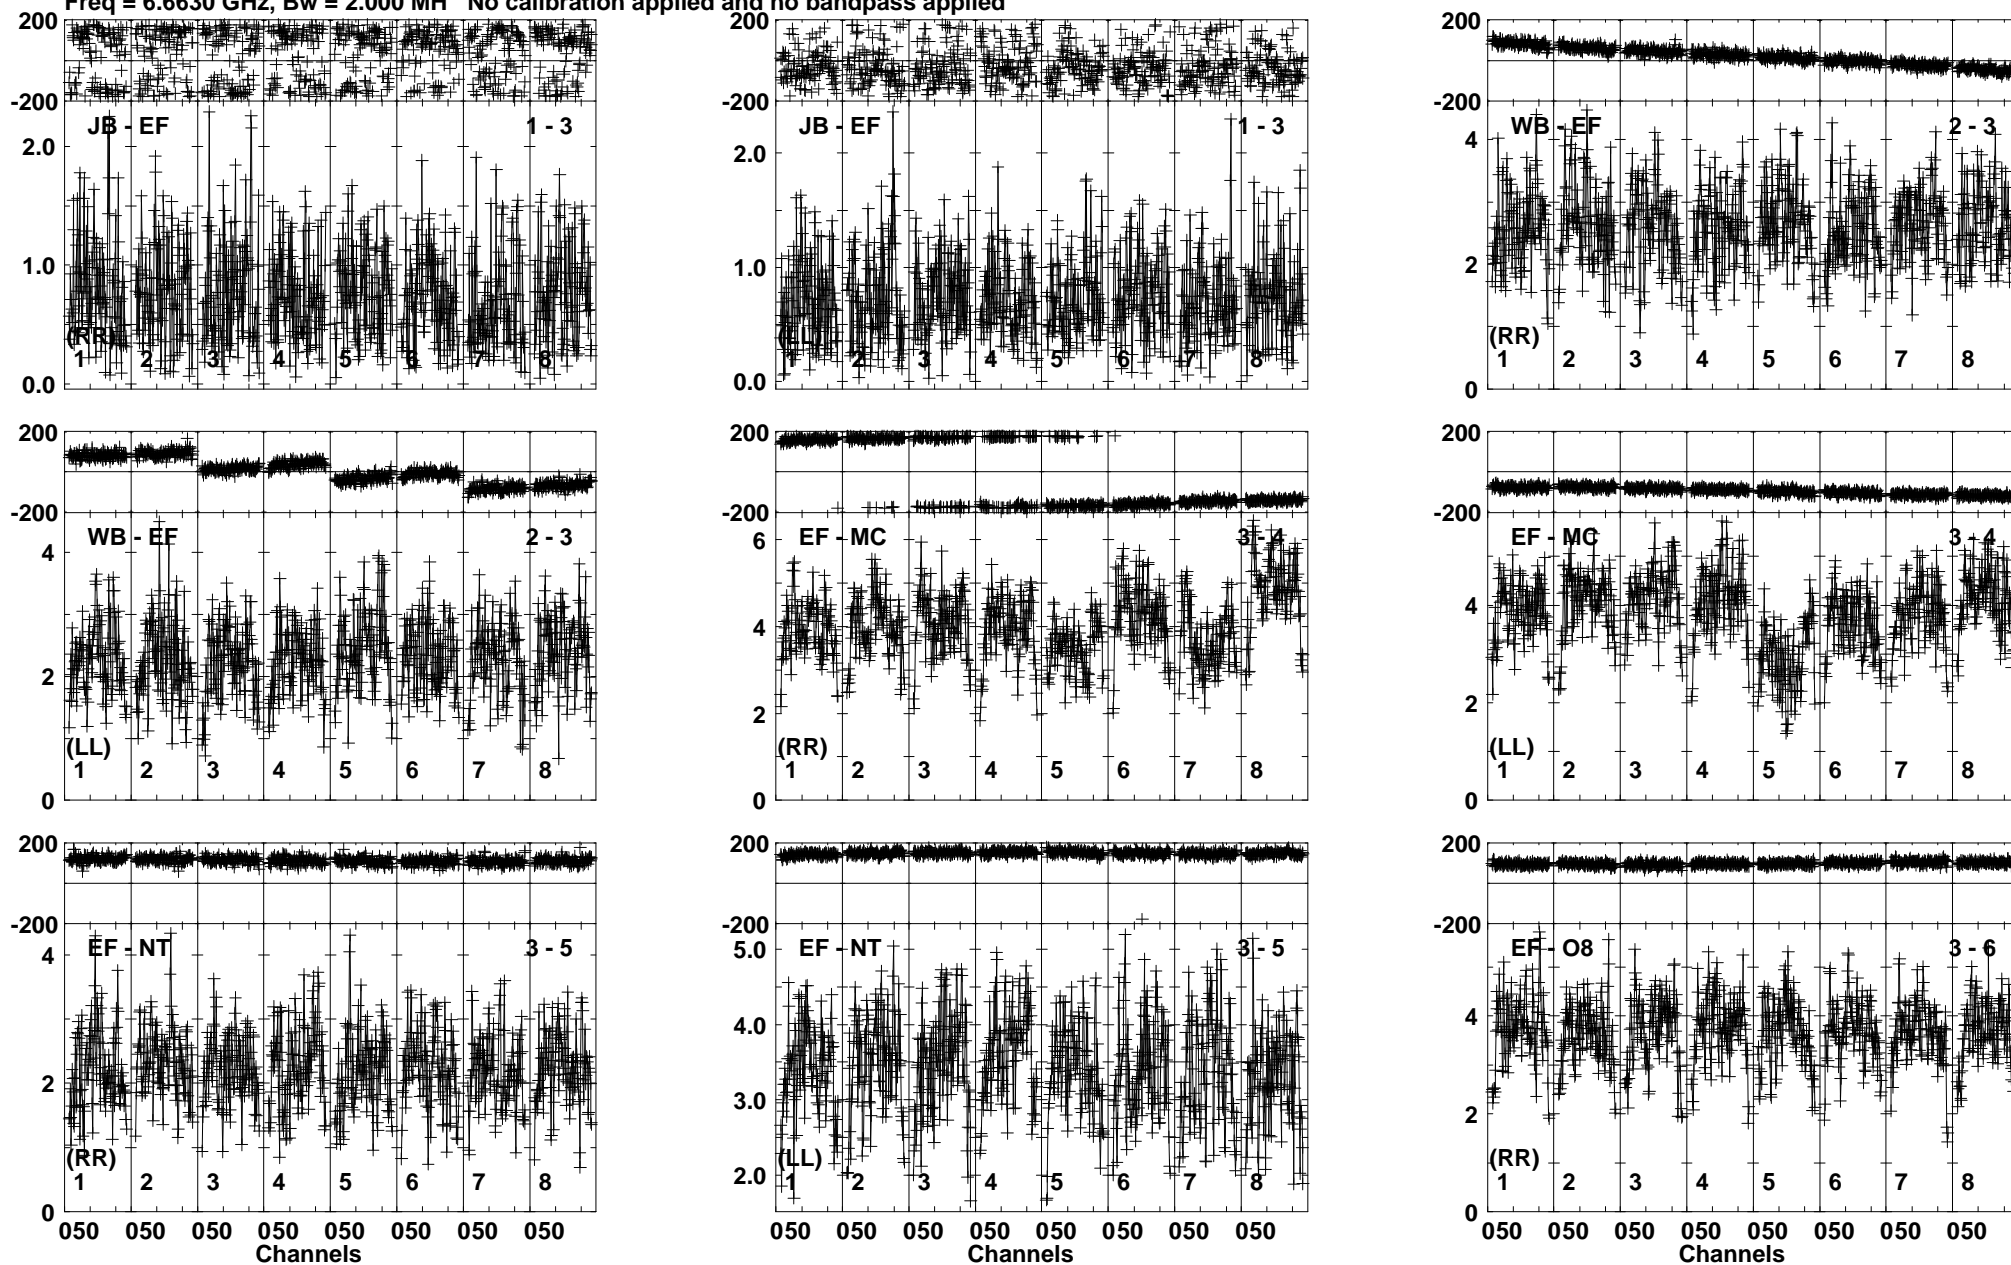 Freq = 6.6630 GHz, Bw = 2.000 MH No calibration applied and no bandpass applied
200
-200
JB - EF 1 - 3
2.0
1.0
(RR)
1 2 3 4 5 6 7 8
0.0
200
-200
JB - EF 1 - 3
2.0
1.0
(LL)
1 2 3 4 5 6 7 8
0.0
200
-200
WB - EF 2 - 3
4
2
(RR)
1 2 3 4 5 6 7 8
0
200
-200
WB - EF 2 - 3
4
2
(LL)
1 2 3 4 5 6 7 8
0
200
-200
EF - MC 3 - 4
6
4
2
(RR)
1 2 3 4 5 6 7 8
0
200
-200
EF - MC 3 - 4
4
2
(LL)
1 2 3 4 5 6 7 8
0
200
-200
EF - NT 3 - 5
4
2
(RR)
1 2 3 4 5 6 7 8
0
050 050 050 050 050 050 050 050
Channels
200
-200
EF - NT 3 - 5
5.0
4.0
3.0
2.0
(LL)
1 2 3 4 5 6 7 8
050 050 050 050 050 050 050 050
Channels
200
-200
EF - O8 3 - 6
4
2
(RR)
1 2 3 4 5 6 7 8
0
050 050 050 050 050 050 050 050
Channels